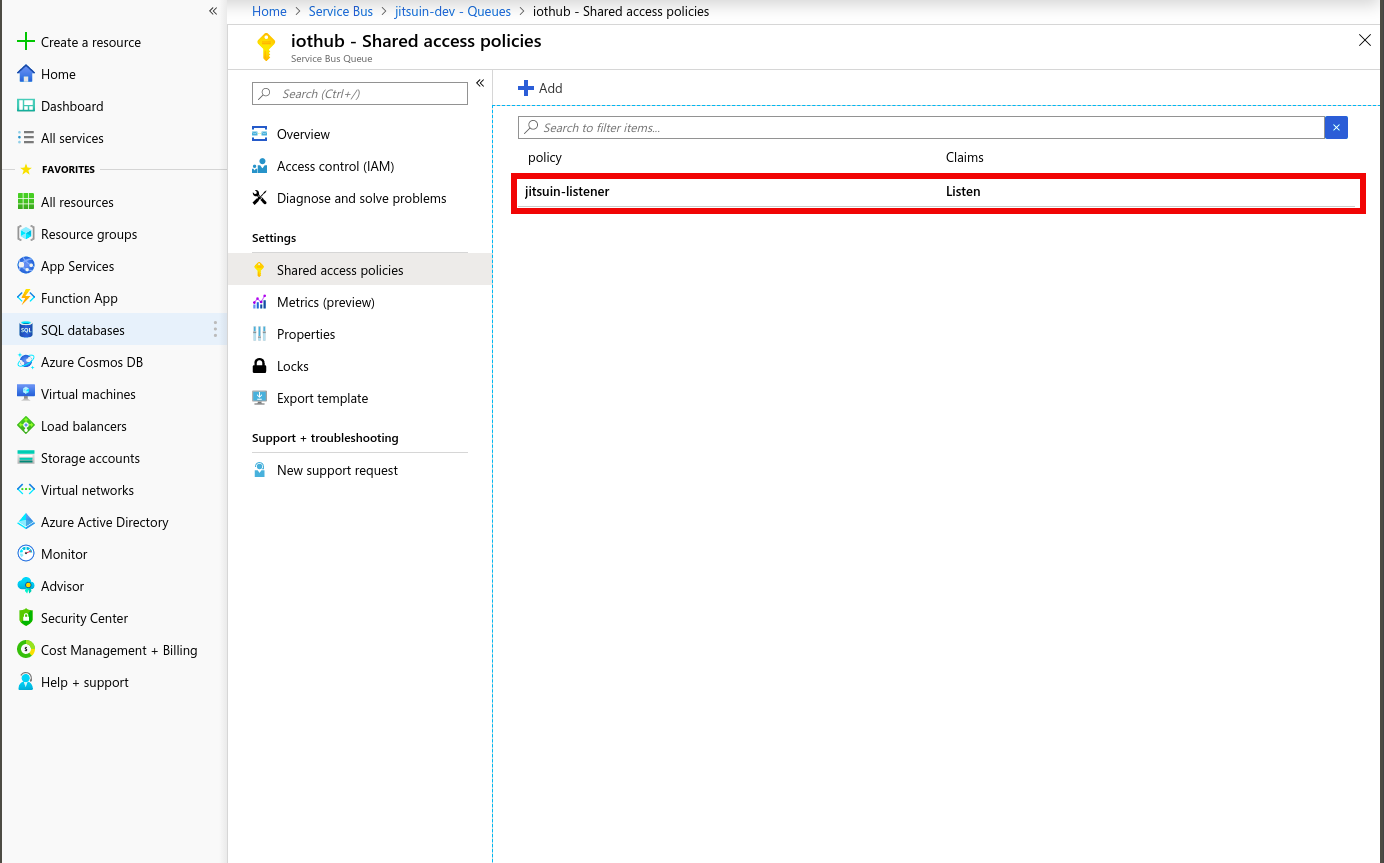 «
Create a resource
Home
Dashboard
All services
FAVORITES
All resources
Resource groups
App Services
Function App
SQL databases
Azure Cosmos DB
Virtual machines
Load balancers
Storage accounts
Virtual networks
Azure Active Directory
Monitor
Advisor
Security Center
Cost Management + Billing
Help + support
Home > Service Bus > jitsuin-dev - Queues > iothub - Shared access policies
iothub - Shared access policies
Service Bus Queue
Search (Ctrl+/)
«
Overview
Access control (IAM)
Diagnose and solve problems
Settings
Shared access policies
Metrics (preview)
Properties
Locks
Export template
Support + troubleshooting
New support request
Add
Search to filter items...
policy Claims
jitsuin-listener Listen